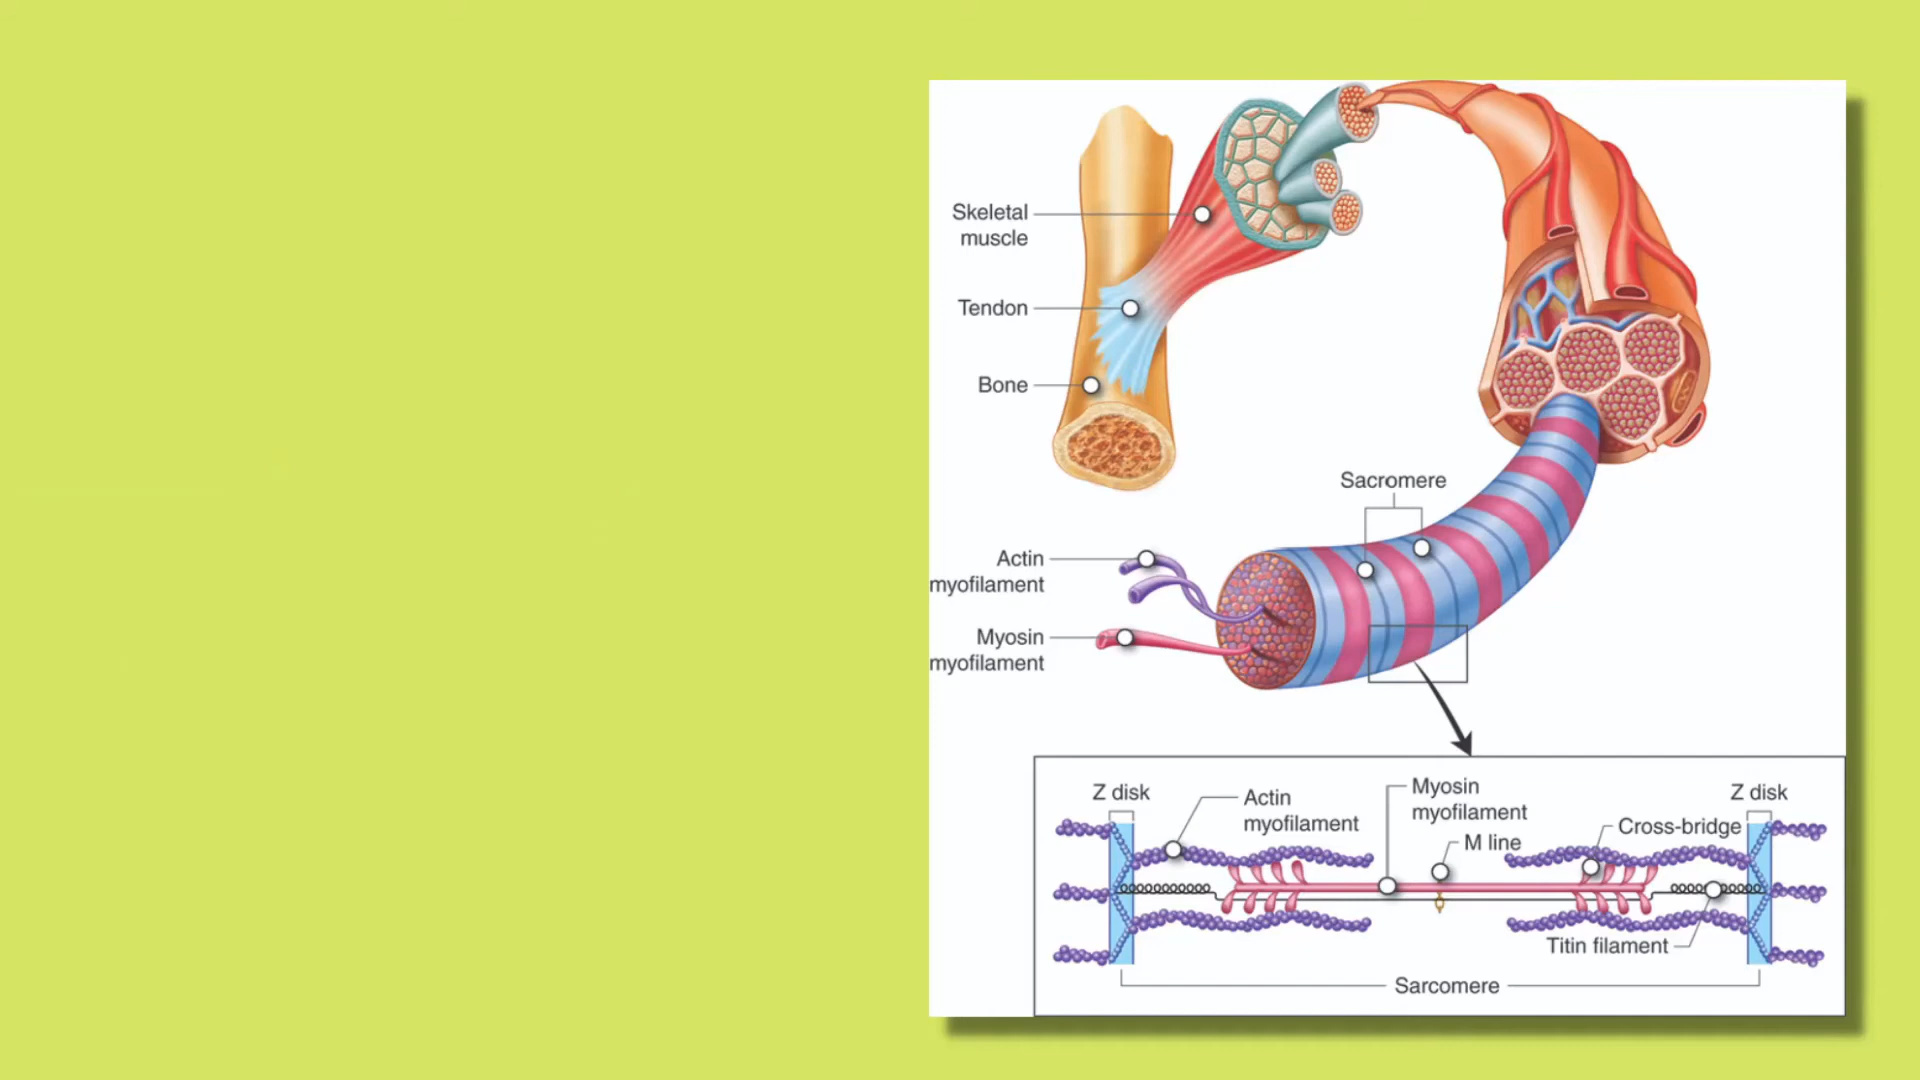 Skeletal
muscle
Tendon
Bone
Sacromere
Actin
myofilament
Myosin
myofilament
Z disk
Actin
myofilament
Myosin
myofilament
M line
Cross-bridge
Z disk
Titin filament
Sarcomere